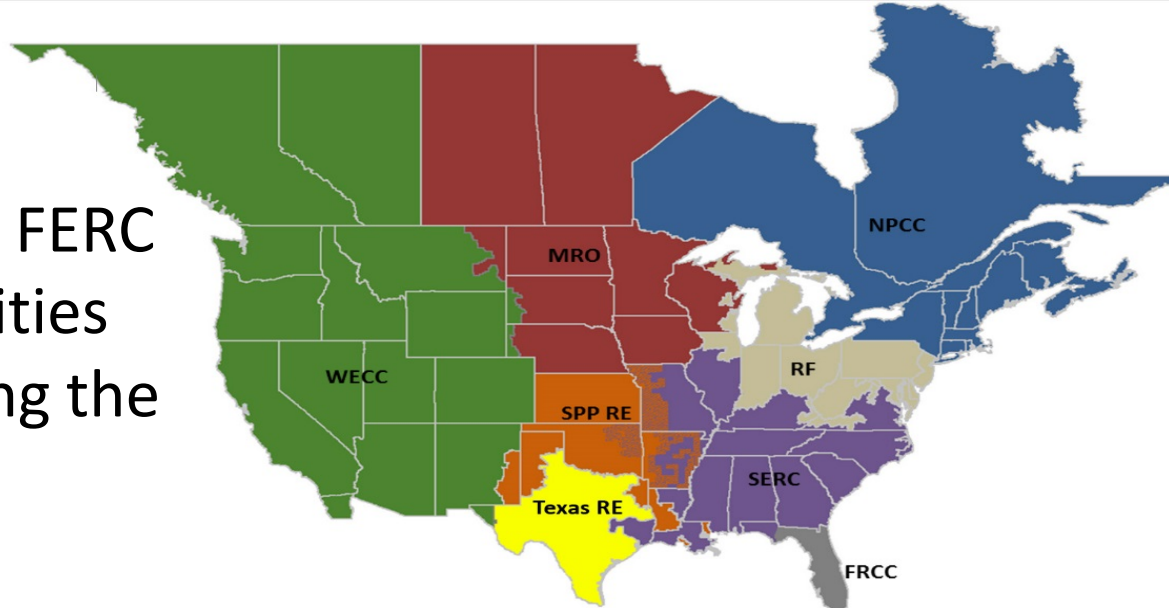 FERC
ities
ng the
NPCC
MRO
RF
WECC
SPP RE
SERC
Texas RE
FRCC